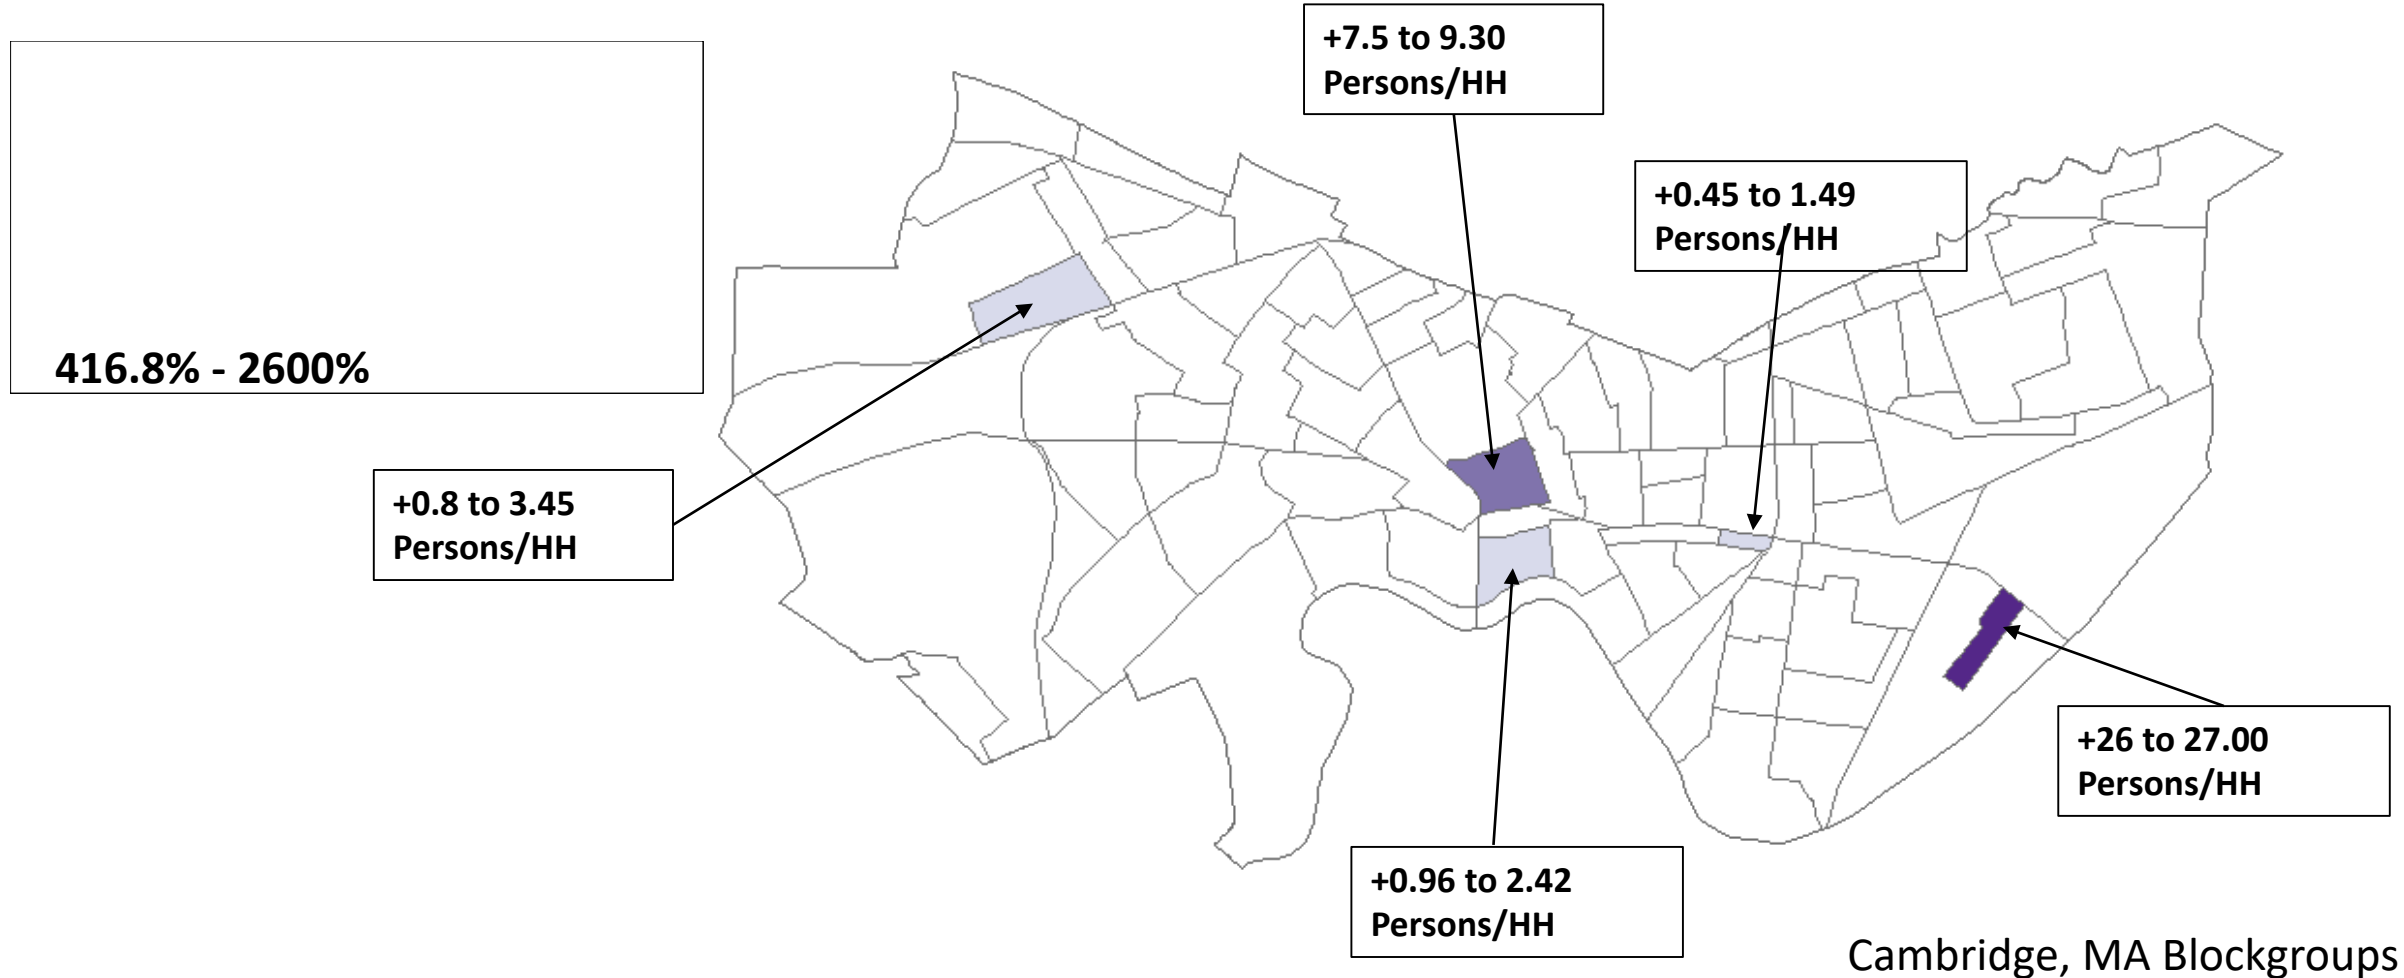 +7.5 to 9.30
Persons/HH
+0.45 to 1.49
Persons/HH
416.8% - 2600%
+0.8 to 3.45
Persons/HH
+26 to 27.00
Persons/HH
+0.96 to 2.42
Persons/HH
Cambridge, MA Blockgroups